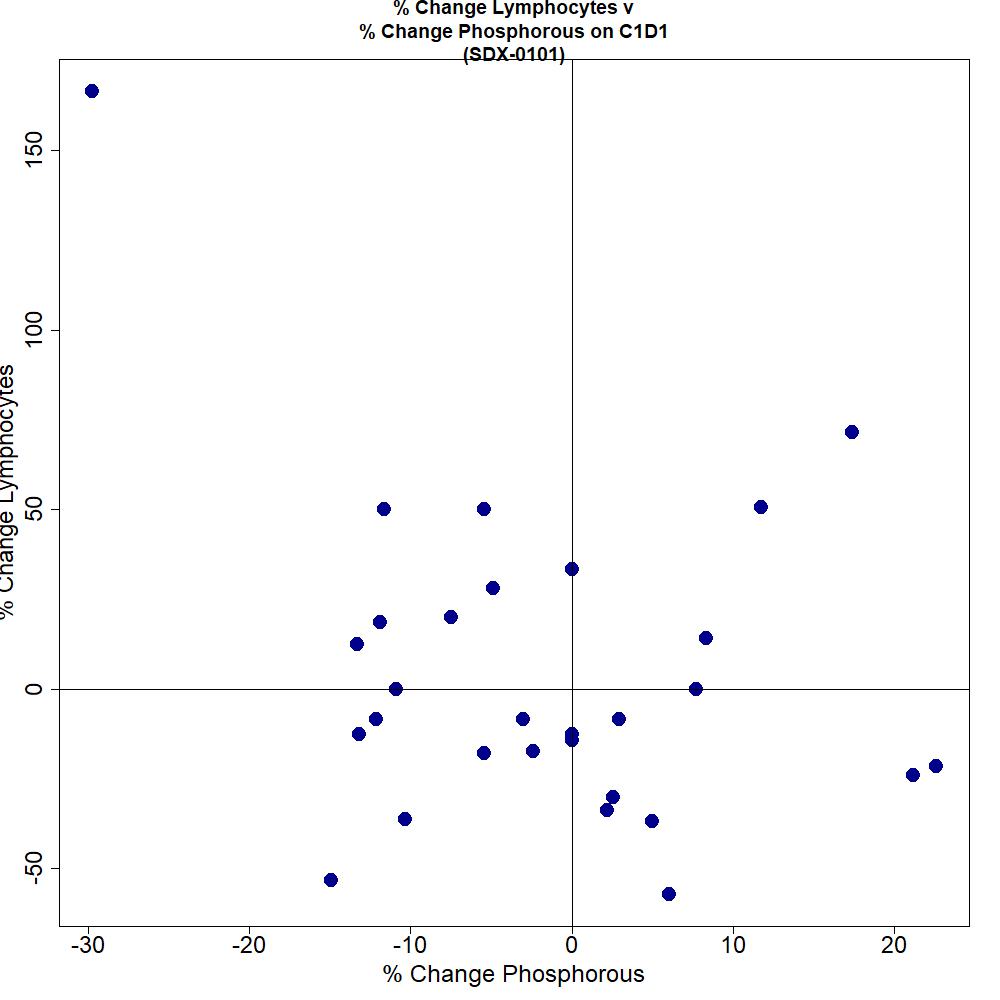 % Change Lymphocytes v
% Change Phosphorous on C1D1
(SDX-0101)
% Change Lymphocytes
150
100
50
0
-50
-30 -20 -10 0 10 20
% Change Phosphorous